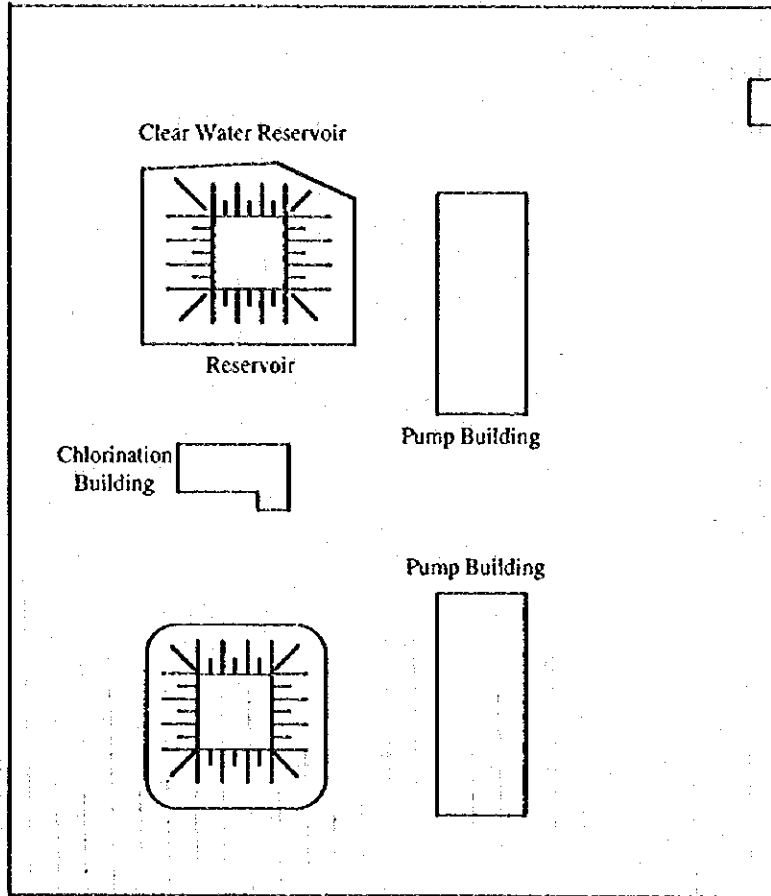 Clear Water Reservoir
Reservoir
Pump Building
Chlorination
Building
Pump Building